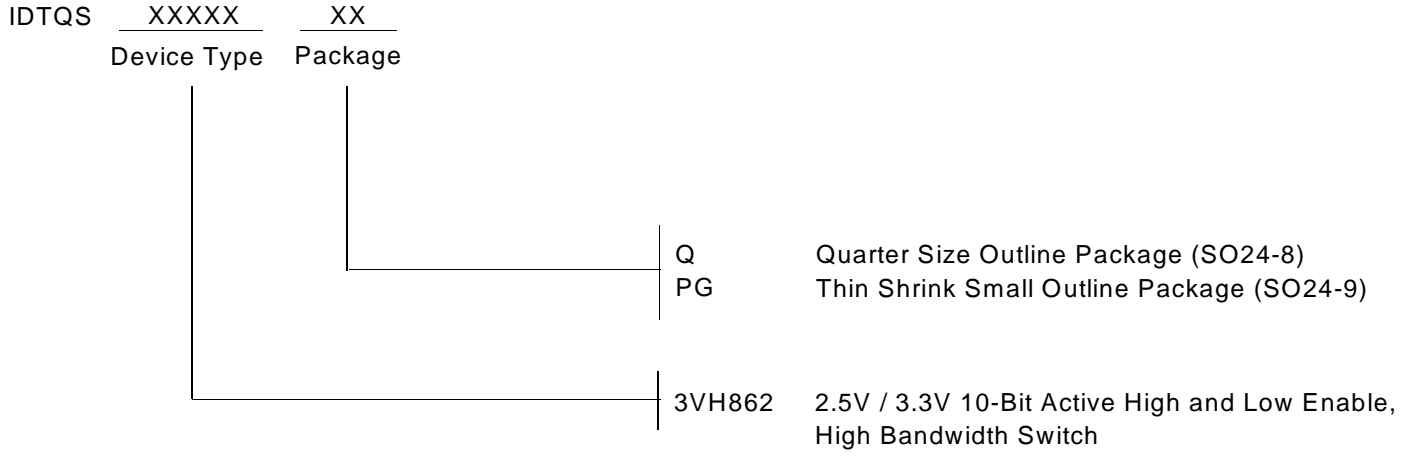 IDTQS XXXXX XX
Device Type Package
Q Quarter Size Outline Package (SO24-8)
PG Thin Shrink Small Outline Package (SO24-9)
3VH862 2.5V / 3.3V 10-Bit Active High and Low Enable,
High Bandwidth Switch